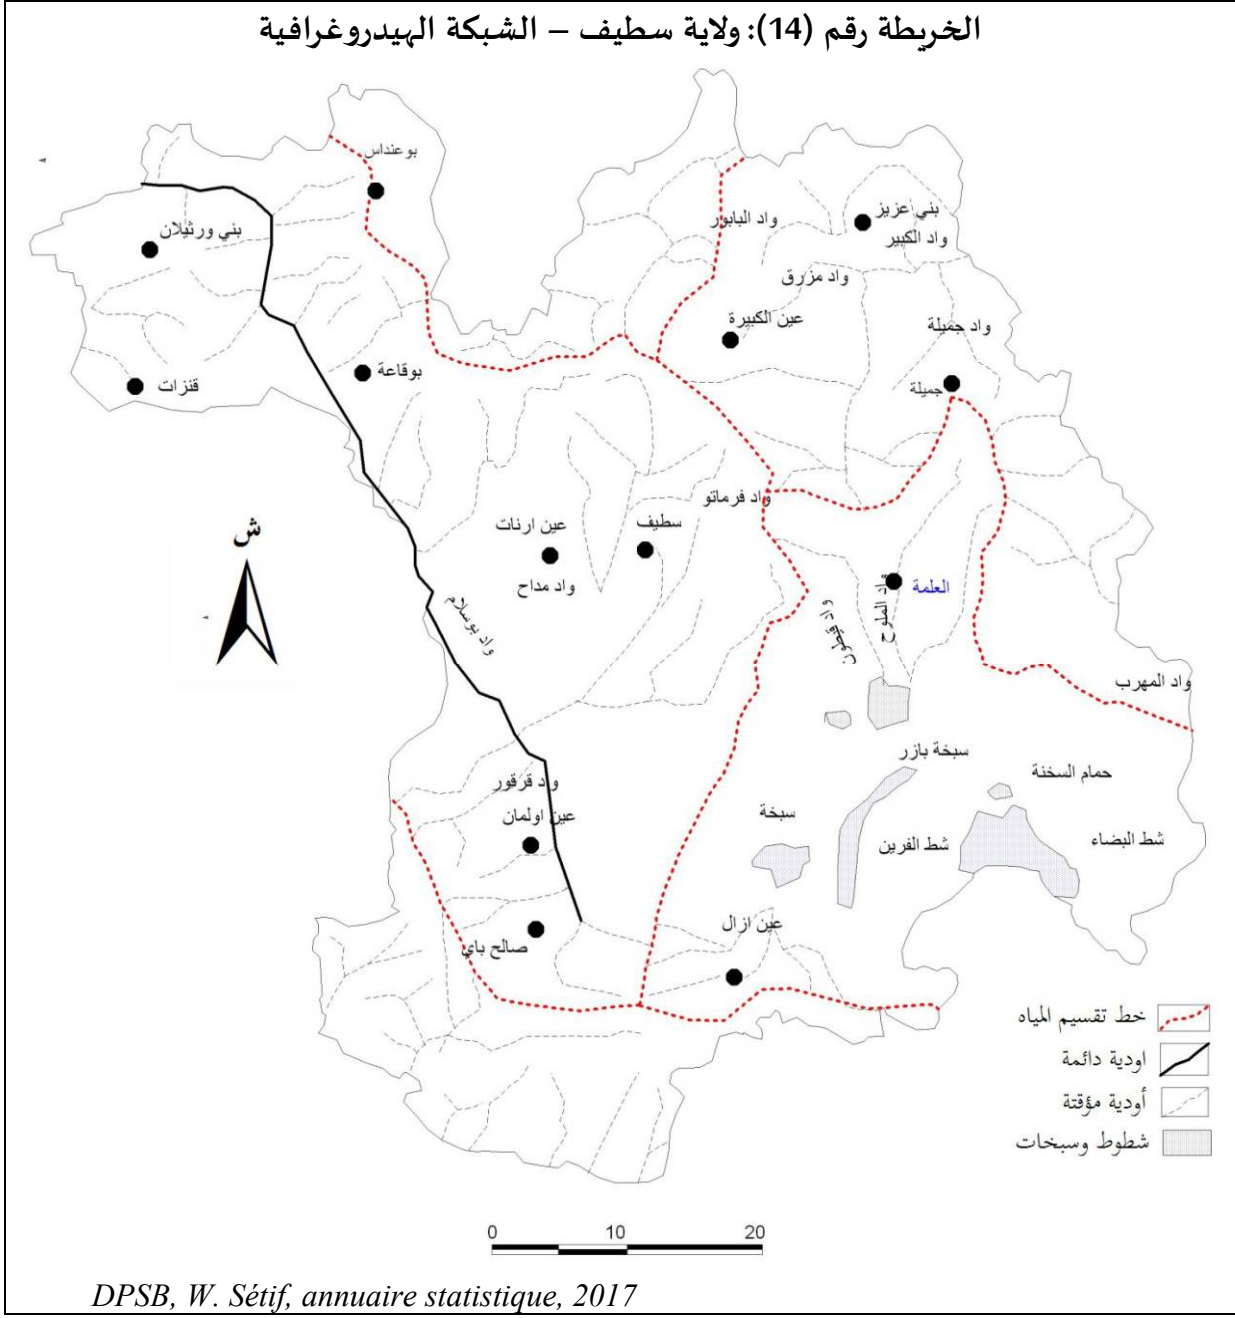 الخريطة رقم (14): ولاية سطيف – الشبكة الهيدروغرافية
بوعنداس
بني ورثيلان
واد البابور
بني عزيز
واد الكبير
واد مزرق
عين الكبيرة
واد جميلة
بوقاعة
قنزات
جميلة
واد فرماتو
سطيف
عين ارنات
واد مداح
ش
العلمة
واد الملوح
واد قيطون
واد بوسلام
واد المهرب
سبخة بازر
حمام السخنة
واد قرقور
عين اولمان
سبخة
شط الفرين
شط البضاء
عين ازال
صالح باي
خط تقسيم المياه
اودية دائمة
أودية مؤقتة
شطوط وسبخات
0 10 20
DPSB, W. Sétif, annuaire statistique, 2017